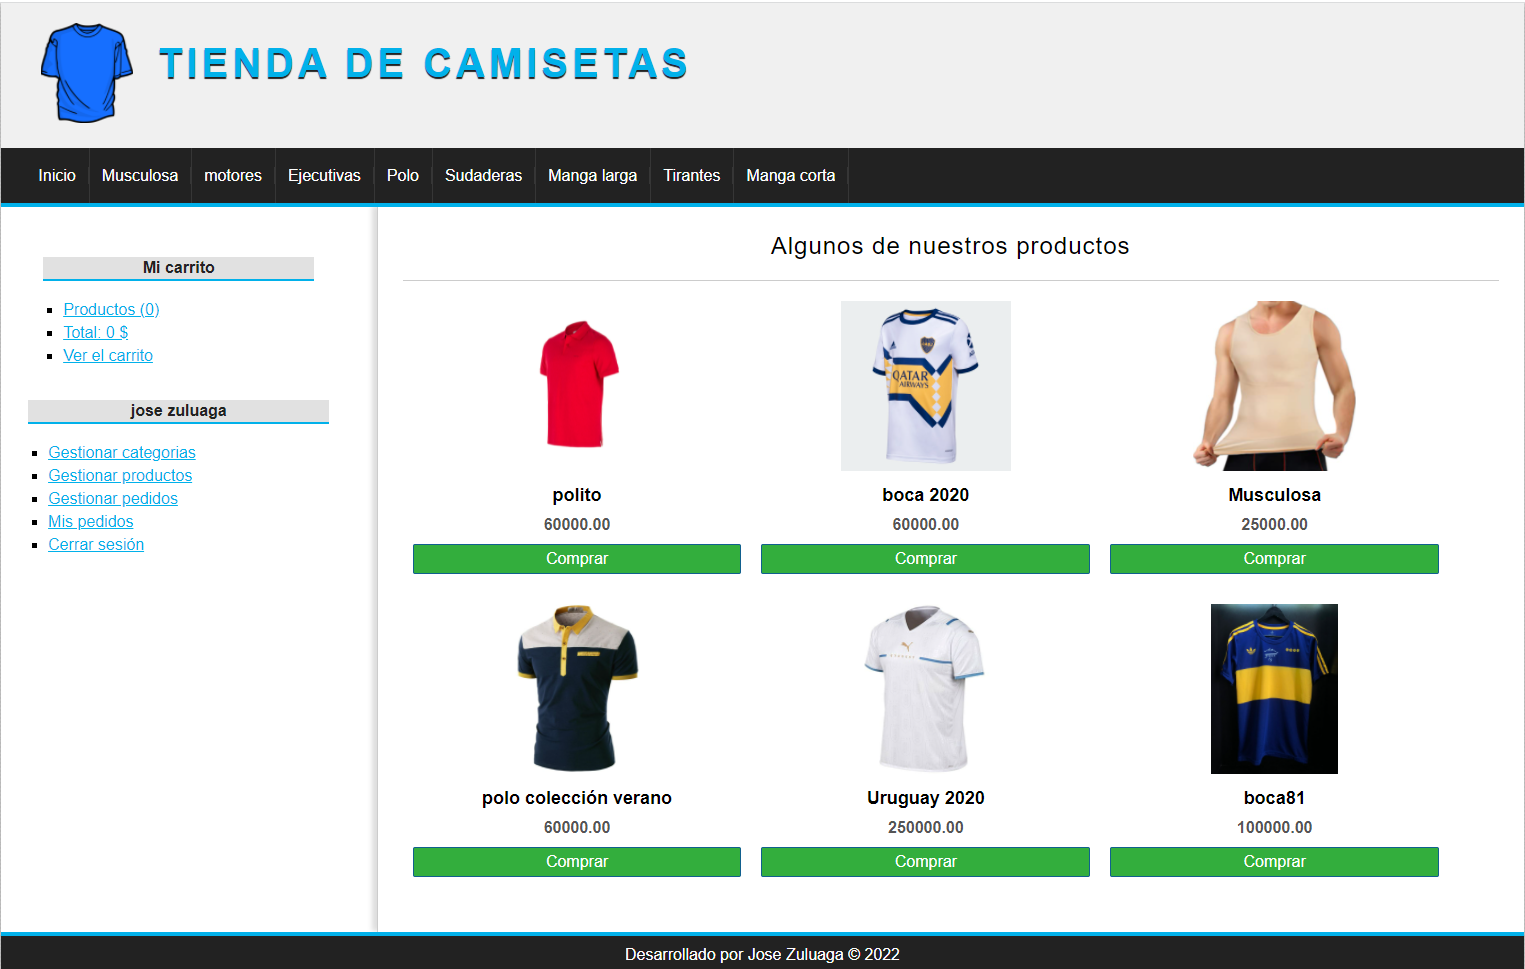 TIENDA DE CAMISETAS
Inicio Musculosa motores Ejecutivas Polo Sudaderas Manga larga Tirantes Manga corta
Mi carrito
Productos (0)
Total: 0 $
Ver el carrito
jose zuluaga
Gestionar categorias
Gestionar productos
Gestionar pedidos
Mis pedidos
Cerrar sesión
Algunos de nuestros productos
QATAR
AIRWAYS
polito boca 2020 Musculosa
60000.00 60000.00 25000.00
Comprar Comprar Comprar
polo colección verano Uruguay 2020 boca81
60000.00 250000.00 100000.00
Comprar Comprar Comprar
Desarrollado por Jose Zuluaga © 2022